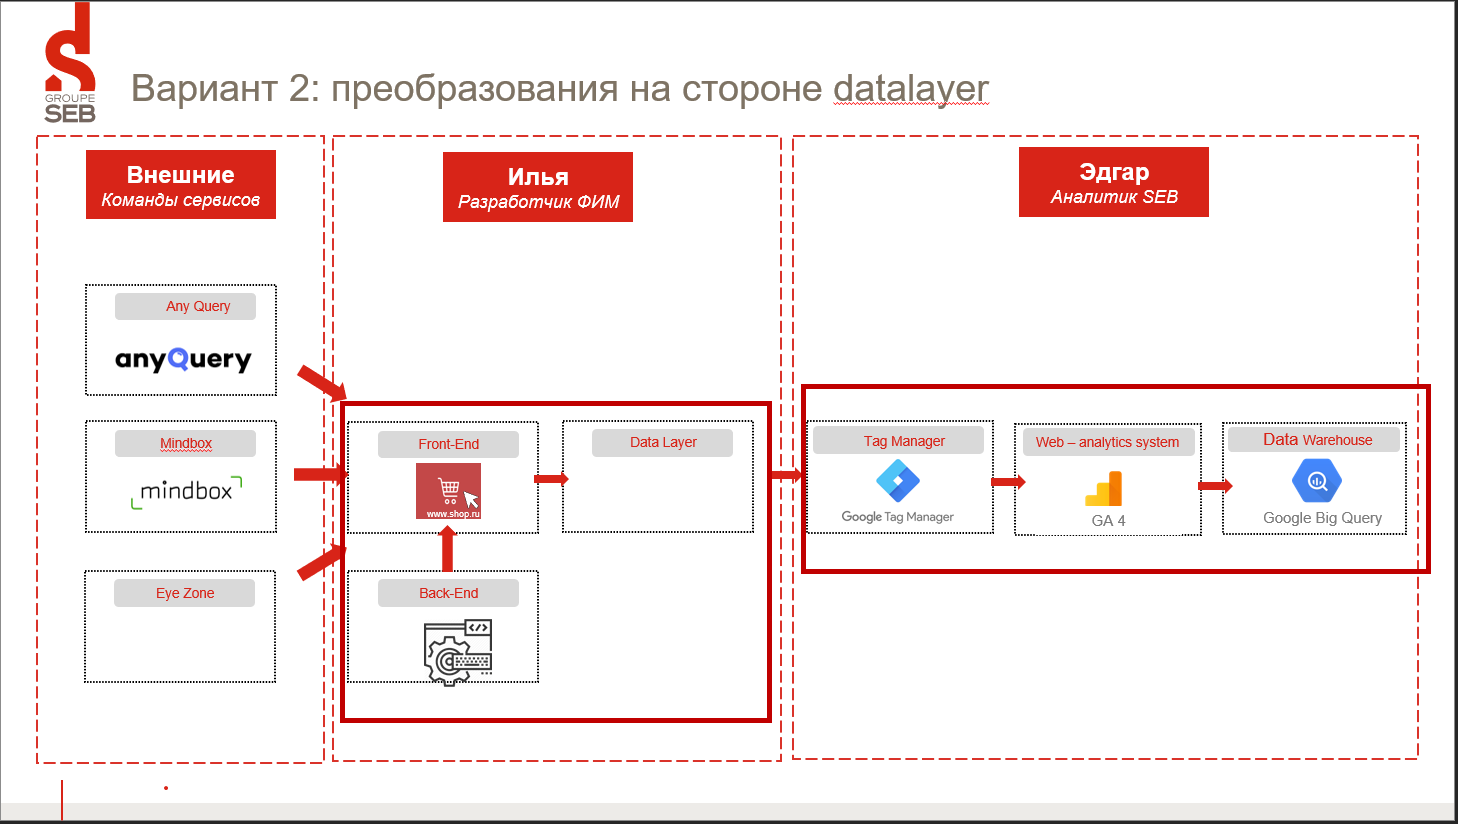 GROUPE
SEB
Вариант 2: преобразования на стороне datalayer
Внешние
Команды сервисов
Any Query
anyQuery
Mindbox
mindbox
Eye Zone
Илья
Разработчик ФИМ
Front-End
www.shop.ru
Data Layer
Back-End
Эдгар
Аналитик SEB
Tag Manager
Google Tag Manager
Web – analytics system
GA 4
Data Warehouse
Google Big Query